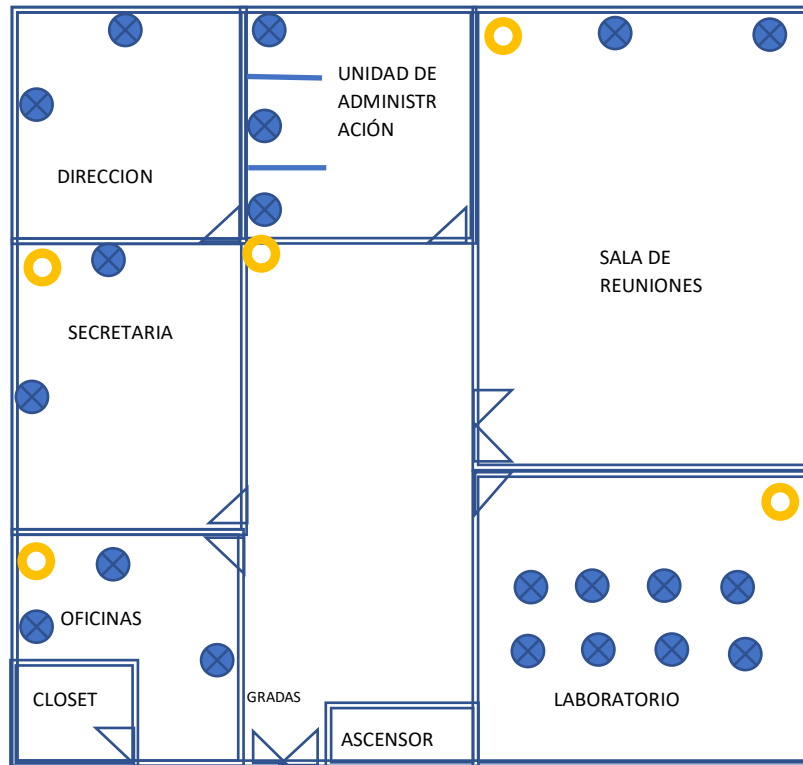 UNIDAD DE
ADMINISTR
ACIÓN
DIRECCION
SALA DE
REUNIONES
SECRETARIA
OFICINAS
CLOSET
GRADAS
LABORATORIO
ASCENSOR